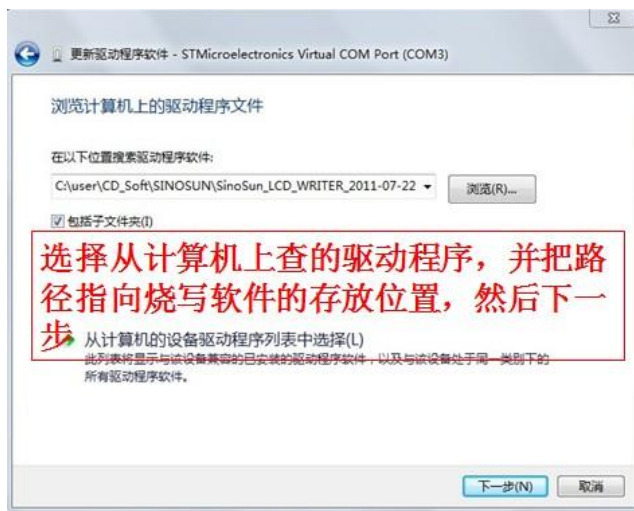 更新驱动程序软件 - STMicroelectronics Virtual COM Port (COM3)
浏览计算机上的驱动程序文件
在以下位置搜索驱动程序软件:
C:\user\CD_Soft\SINOSUN\SinoSun_LCD_WRITER_2011-07-22
浏览(R)...
包括子文件夹(I)
选择从计算机上查的驱动程序，并把路
径指向烧写软件的存放位置，然后下一
步
从计算机的设备驱动程序列表中选择(L)
此列表将显示与该设备兼容的已安装的驱动程序软件，以及与该设备处于同一类别下的
所有驱动程序软件。
下一步(N)
取消